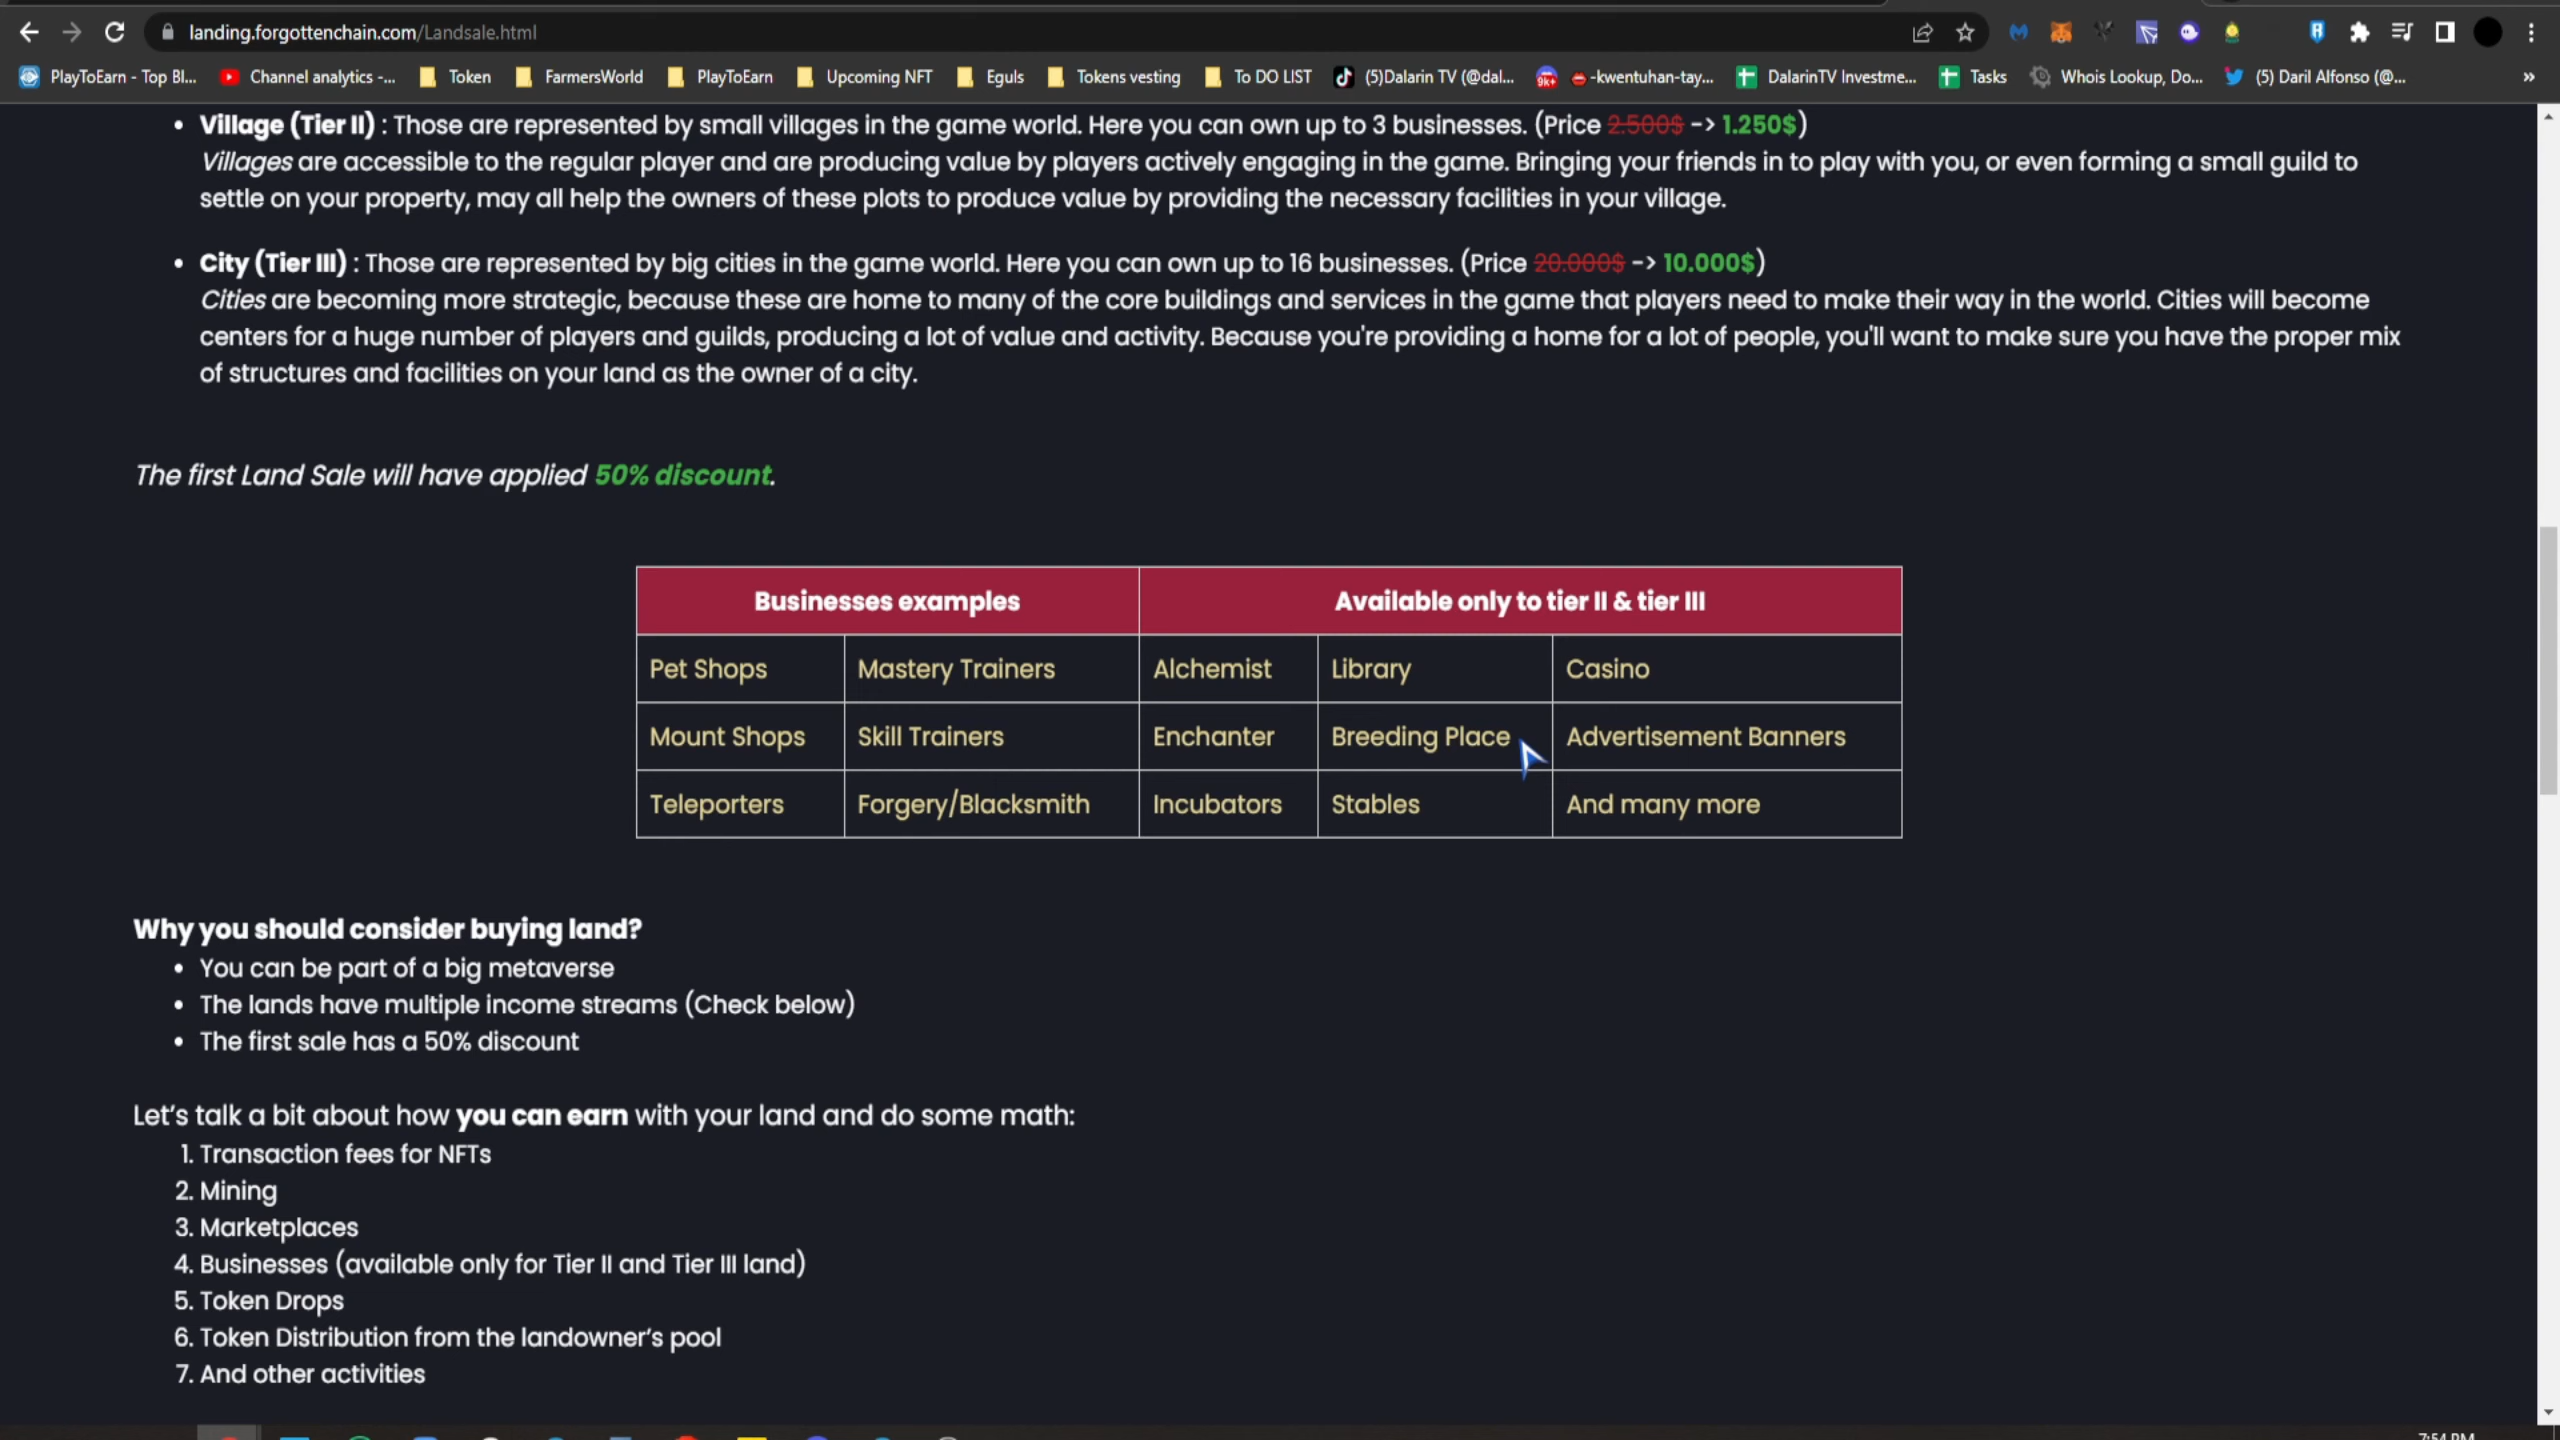 landing.forgottenchain.com/Landsale.html
PlayToEarn - Top Bl... Channel analytics -... Token FarmersWorld PlayToEarn Upcoming NFT Eguls Tokens vesting To DO LIST (5)Dalarin TV (@dal... 9K+ -kwentuhan-tay... DalarinTV Investme... Tasks Whois Lookup, Do... (5) Daril Alfonso (@... »
• Village (Tier II) : Those are represented by small villages in the game world. Here you can own up to 3 businesses. (Price 2.500$ -> 1.250$)
Villages are accessible to the regular player and are producing value by players actively engaging in the game. Bringing your friends in to play with you, or even forming a small guild to
settle on your property, may all help the owners of these plots to produce value by providing the necessary facilities in your village.
• City (Tier III) : Those are represented by big cities in the game world. Here you can own up to 16 businesses. (Price 20.000$ -> 10.000$)
Cities are becoming more strategic, because these are home to many of the core buildings and services in the game that players need to make their way in the world. Cities will become
centers for a huge number of players and guilds, producing a lot of value and activity. Because you're providing a home for a lot of people, you'll want to make sure you have the proper mix
of structures and facilities on your land as the owner of a city.
The first Land Sale will have applied 50% discount.
Businesses examples Available only to tier II & tier III
Pet Shops Mastery Trainers Alchemist Library Casino
Mount Shops Skill Trainers Enchanter Breeding Place Advertisement Banners
Teleporters Forgery/Blacksmith Incubators Stables And many more
Why you should consider buying land?
• You can be part of a big metaverse
• The lands have multiple income streams (Check below)
• The first sale has a 50% discount
Let's talk a bit about how you can earn with your land and do some math:
1. Transaction fees for NFTs
2. Mining
3. Marketplaces
4. Businesses (available only for Tier II and Tier III land)
5. Token Drops
6. Token Distribution from the landowner's pool
7. And other activities
7:54 PM